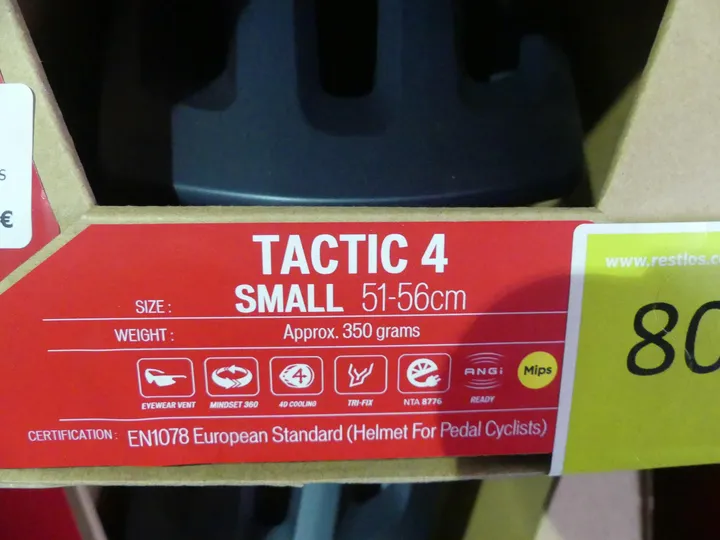 S
€
TACTIC 4
SIZE : SMALL 51-56cm
WEIGHT : Approx. 350 grams
ANGi
Mips
EYEWEAR VENT MINDSET 360 4D COOLING TRI-FIX NTA 8776 READY
CERTIFICATION : EN1078 European Standard (Helmet For Pedal Cyclists)
www.restlos.c
80